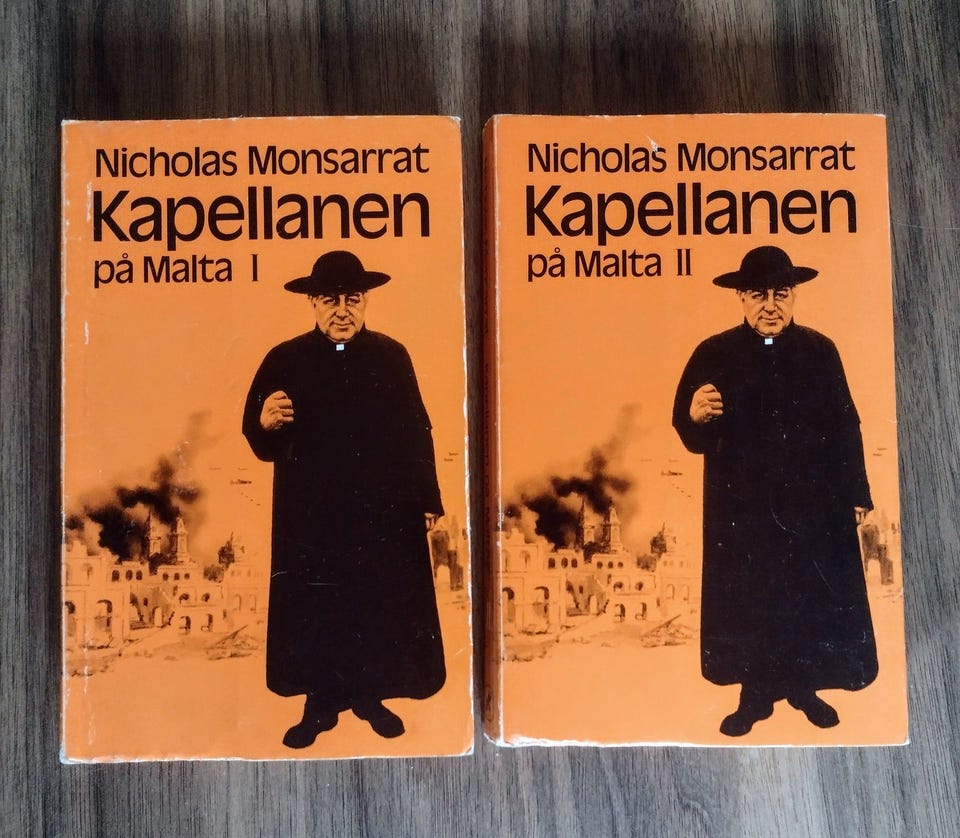 Nicholas Monsarrat
Kapellanen
på Malta I
Nicholas Monsarrat
Kapellanen
på Malta II